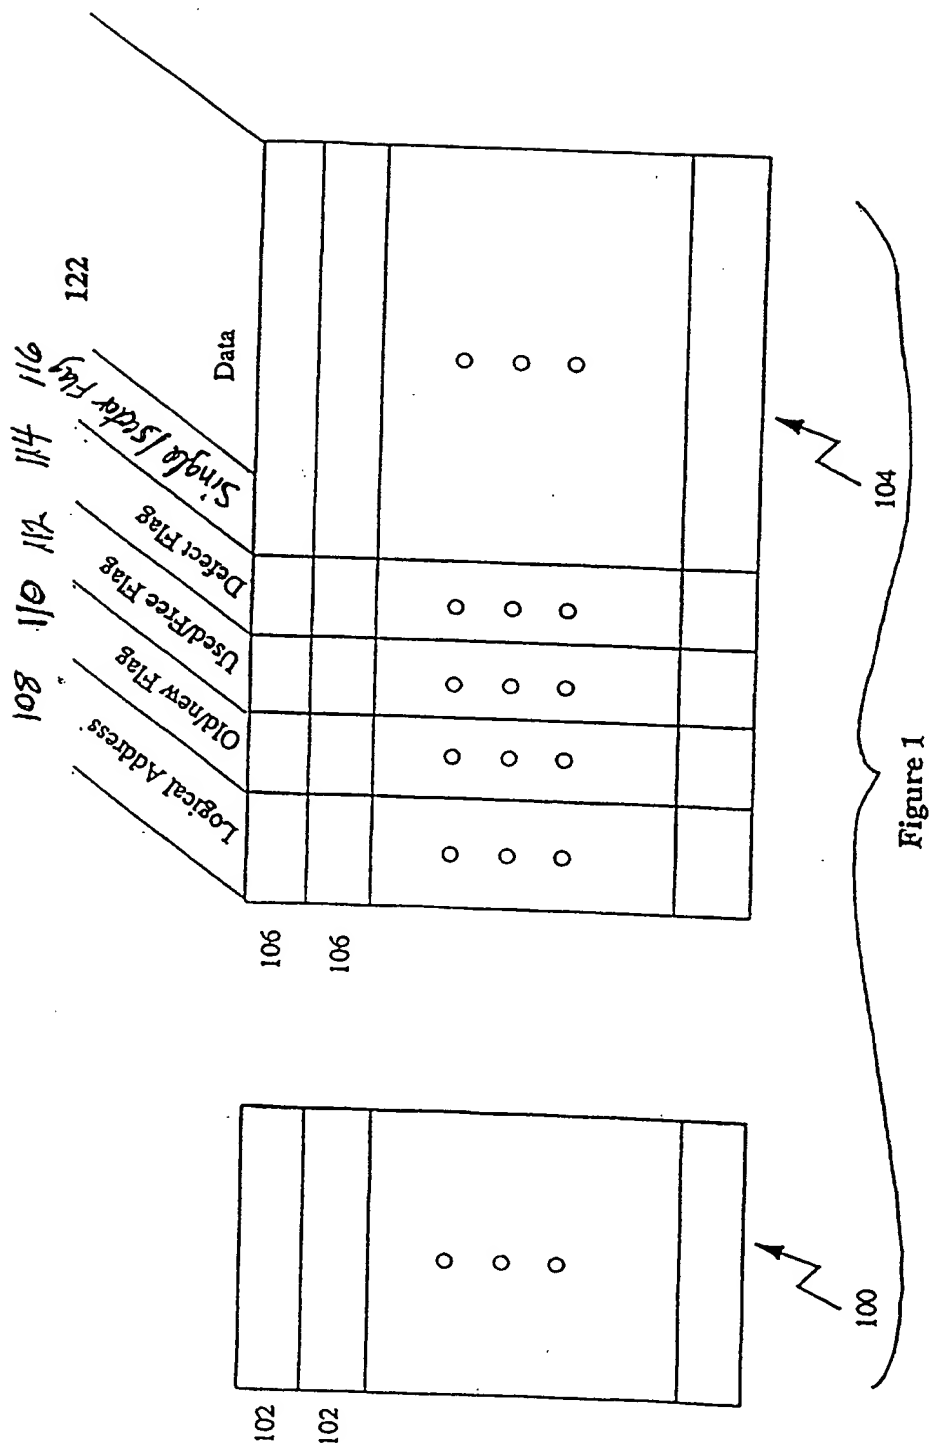 108 110 112 114 116
122
Logical Address
Old/new Flag
Used/Free Flag
Defect Flag
Single/sector Flag
Data
106
106
102
102
104
100
Figure 1